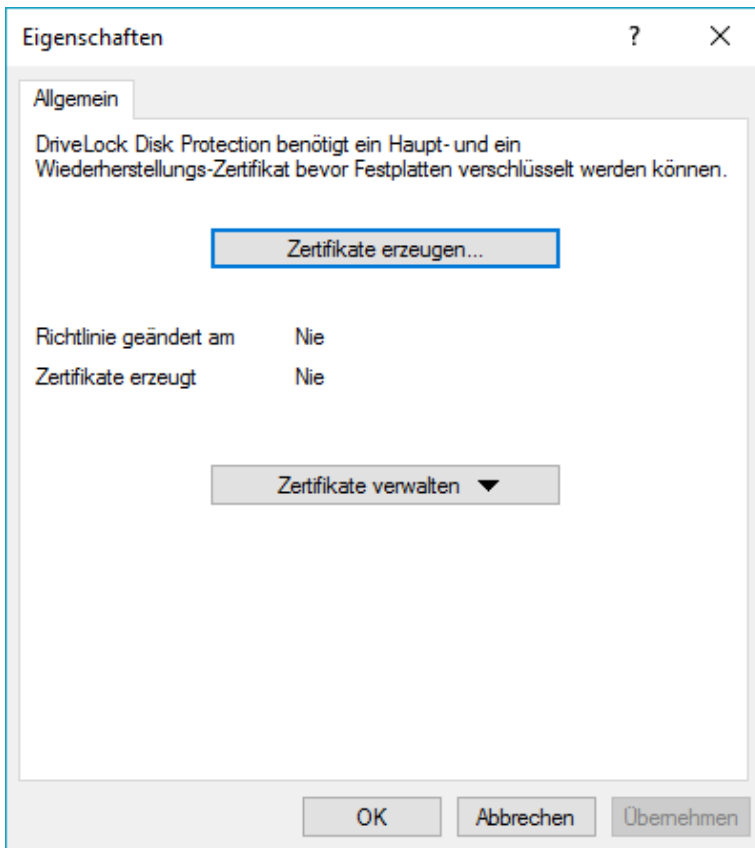 Eigenschaften ?
Allgemein
DriveLock Disk Protection benötigt ein Haupt- und ein
Wiederherstellungs-Zertifikat bevor Festplatten verschlüsselt werden können.
Zertifikate erzeugen...
Richtlinie geändert am Nie
Zertifikate erzeugt Nie
Zertifikate verwalten
OK Abbrechen Übernehmen